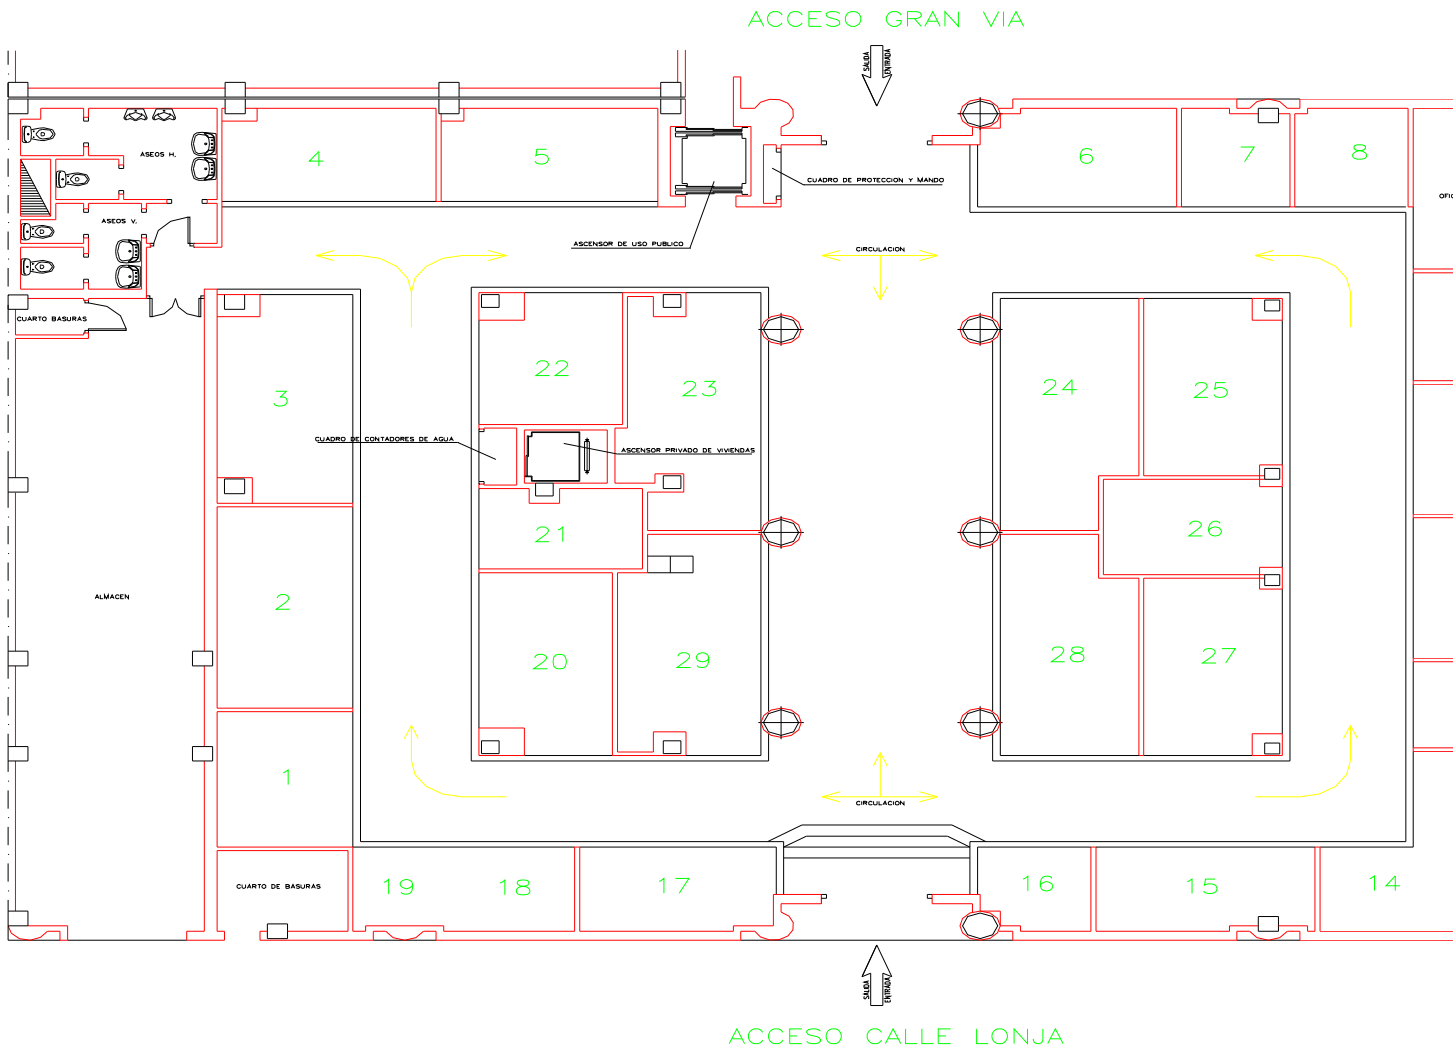 ACCESO GRAN VIA
SALIDA
ENTRADA
ASEOS H.
4
5
6
7
8
CUADRO DE PROTECCION Y MANDO
ASEOS V.
ASCENSOR DE USO PUBLICO
CIRCULACION
CUARTO BASURAS
3
22
23
24
25
CUADRO DE CONTADORES DE AGUA
ASCENSOR PRIVADO DE VIVIENDAS
21
26
ALMACEN
2
20
29
28
27
1
CIRCULACION
CUARTO DE BASURAS
19
18
17
16
15
14
SALIDA
ENTRADA
ACCESO CALLE LONJA